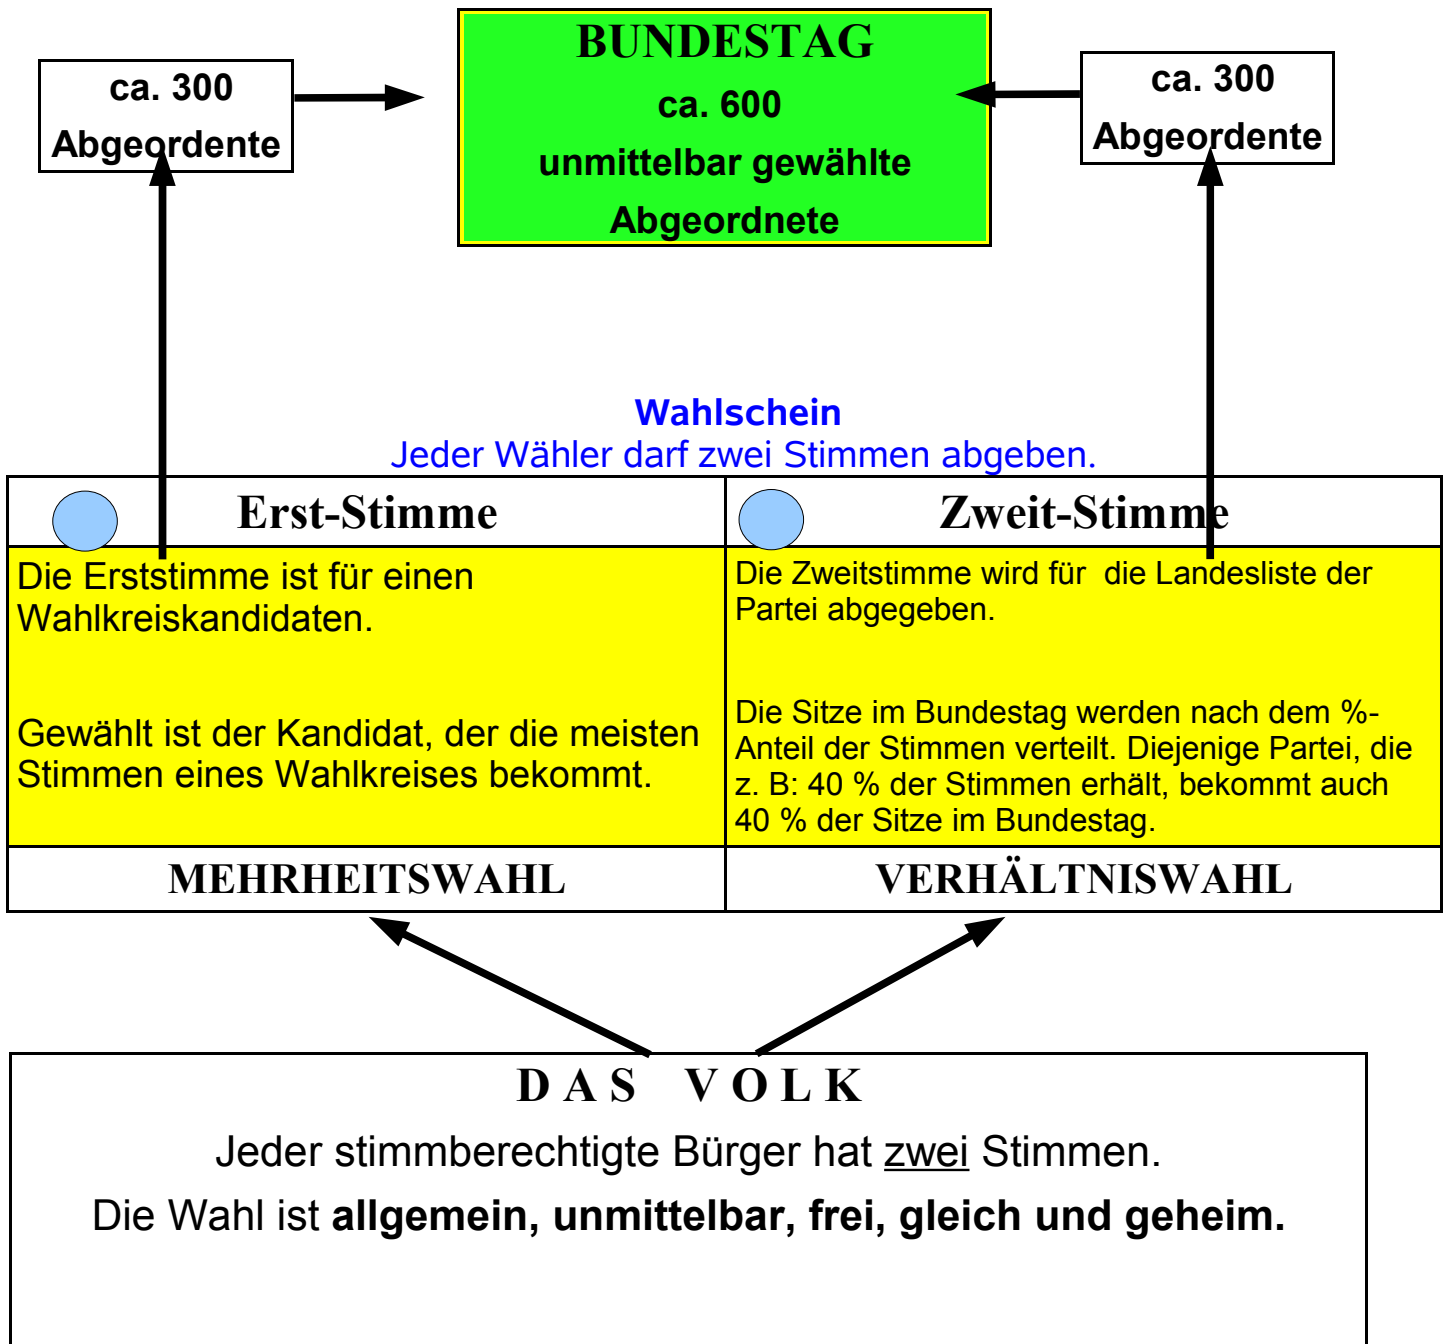 BUNDESTAG
ca. 600
unmittelbar gewählte
Abgeordnete
ca. 300
Abgeordente
ca. 300
Abgeordente
Wahlschein
Jeder Wähler darf zwei Stimmen abgeben.
Erst-Stimme
Die Erststimme ist für einen
Wahlkreiskandidaten.
Gewählt ist der Kandidat, der die meisten
Stimmen eines Wahlkreises bekommt.
MEHRHEITSWAHL
Zweit-Stimme
Die Zweitstimme wird für die Landesliste der
Partei abgegeben.
Die Sitze im Bundestag werden nach dem %-
Anteil der Stimmen verteilt. Diejenige Partei, die
z. B: 40 % der Stimmen erhält, bekommt auch
40 % der Sitze im Bundestag.
VERHÄLTNISWAHL
DAS VOLK
Jeder stimmberechtigte Bürger hat zwei Stimmen.
Die Wahl ist allgemein, unmittelbar, frei, gleich und geheim.